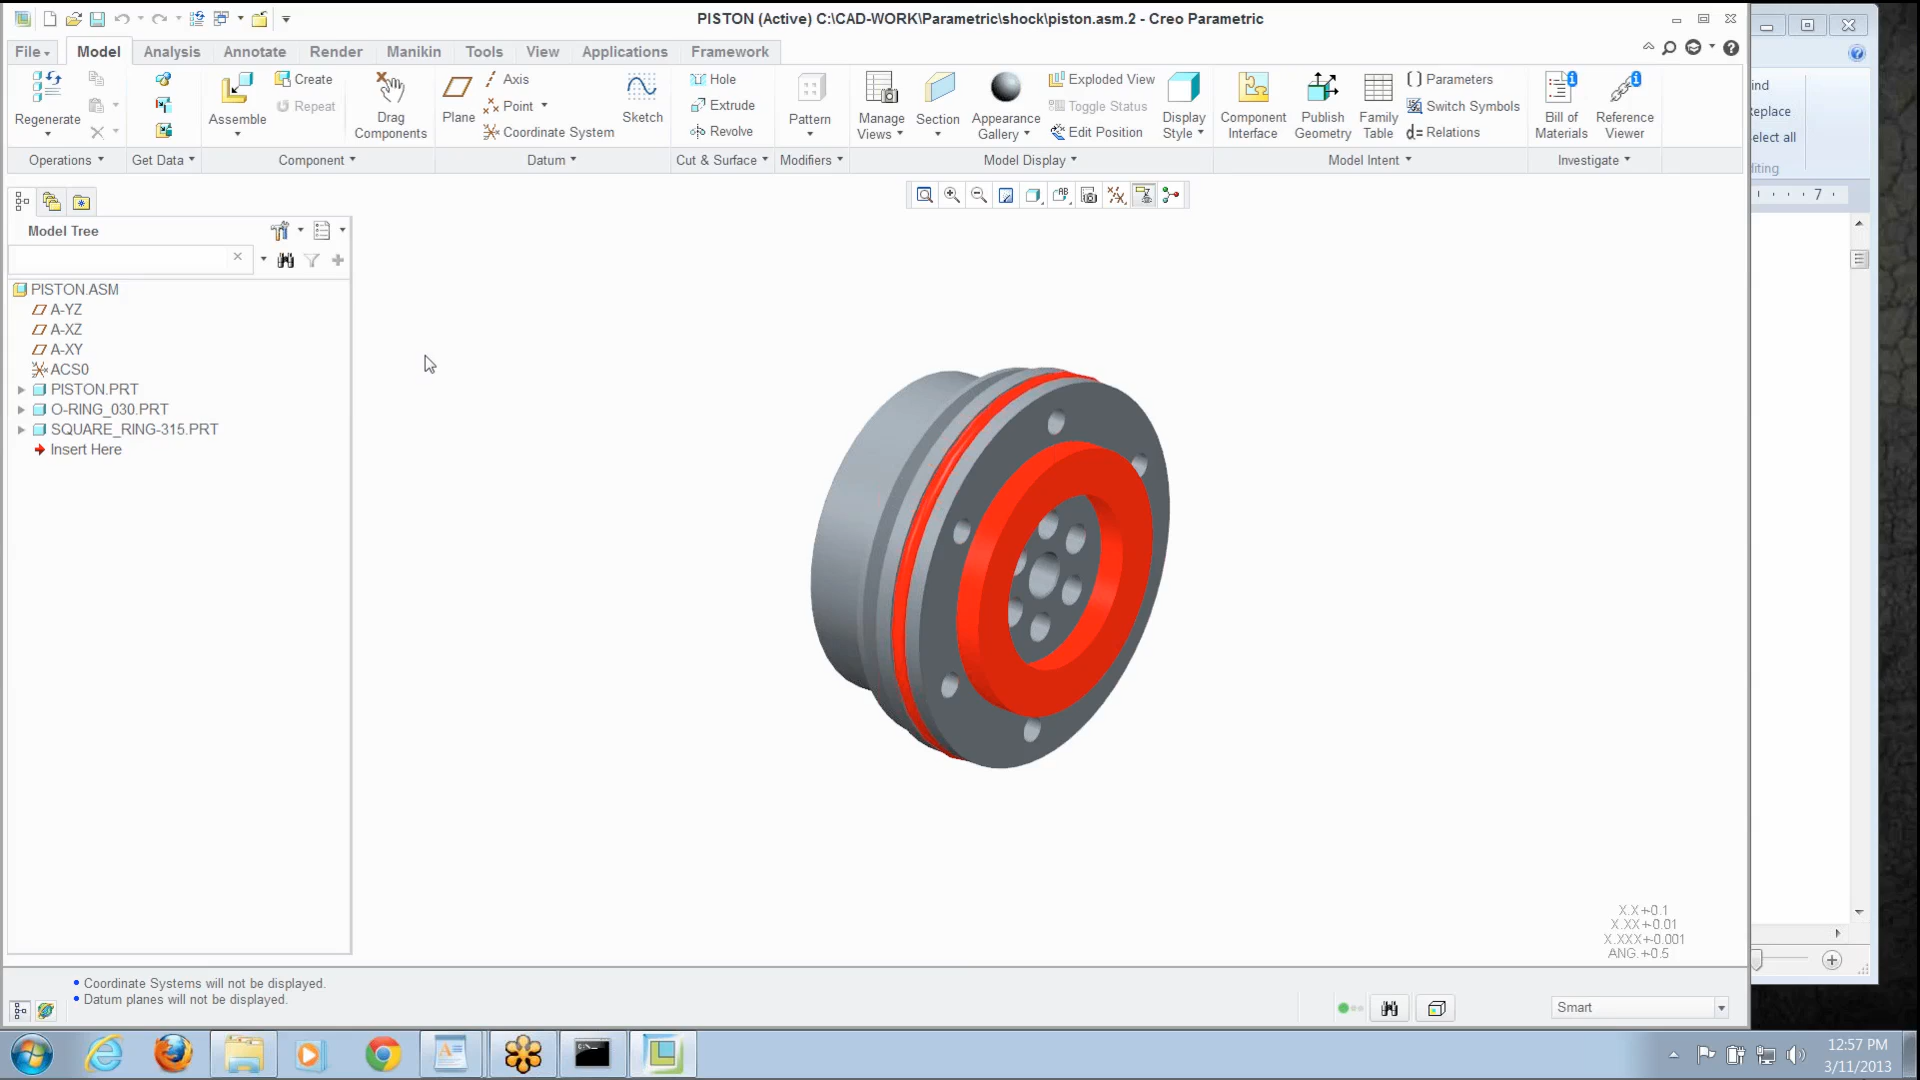 PISTON (Active) C:\CAD-WORK\Parametric\shock\piston.asm.2 - Creo Parametric
File Model Analysis Annotate Render Manikin Tools View Applications Framework
Regenerate
Assemble
Create
Repeat
Drag Components
Plane
Axis
Point
Coordinate System
Sketch
Hole
Extrude
Revolve
Pattern
Manage Views
Section
Appearance Gallery
Exploded View
Toggle Status
Edit Position
Display Style
Component Interface
Publish Geometry
Family Table
Parameters
Switch Symbols
d= Relations
Bill of Materials
Reference Viewer
Operations Get Data Component Datum Cut & Surface Modifiers Model Display Model Intent Investigate
ind
eplace
elect all
iting
7
Model Tree
PISTON.ASM
A-YZ
A-XZ
A-XY
ACS0
PISTON.PRT
O-RING_030.PRT
SQUARE_RING-315.PRT
Insert Here
X.X+-0.1
X.XX+-0.01
X.XXX+-0.001
ANG.+-0.5
• Coordinate Systems will not be displayed.
• Datum planes will not be displayed.
Smart
12:57 PM
3/11/2013